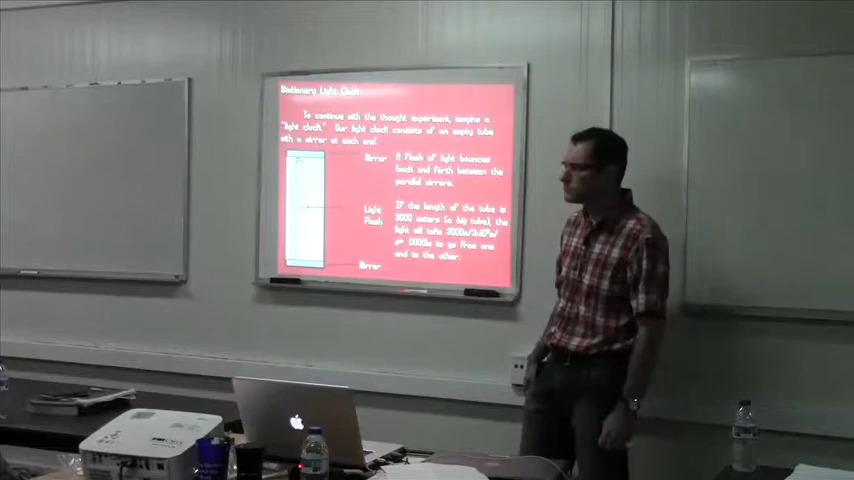 Stationary Light Clock
To continue with the thought experiment, imagine a
"light clock." Our light clock consists of an empty tube
with a mirror at each end.
Mirror
A flash of light bounces
back and forth between the
parallel mirrors.
Light
Flash
If the length of the tube is
3000 meters (a big tube), the
light will take
s= .00001s to go from one
end to the other.
Mirror